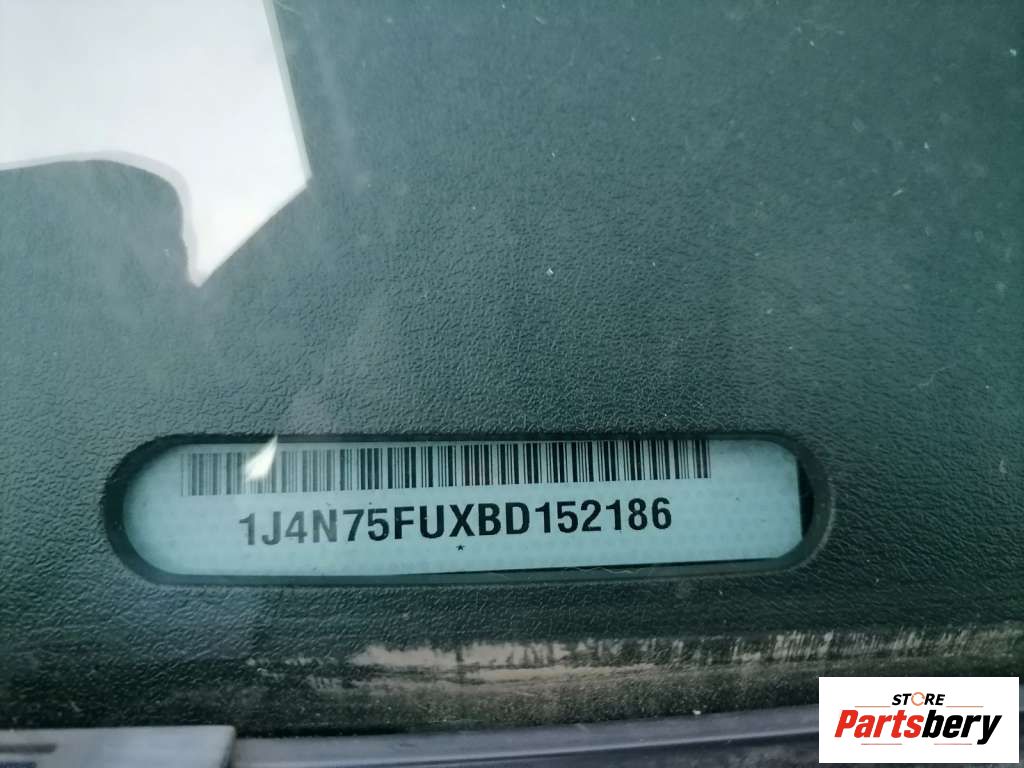 1J4N75FUXBD152186
*
STORE
Partsbery